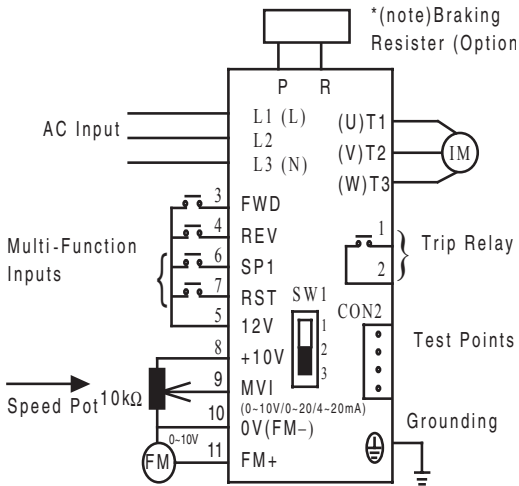 *(note)Braking
Resister (Option
P R
L1 (L)
AC Input
L2
L3 (N)
(U)T1
(V)T2
IM
(W)T3
3 FWD
4 REV
Multi-Function
Inputs
6 SP1
7 RST
5 12V
1
Trip Relay
2
SW1
1
2
3
CON2
Test Points
8 +10V
Speed Pot
10kΩ
9 MVI
(0~10V/0~20/4~20mA)
10 0V(FM−)
0~10V
FM
11 FM+
Grounding